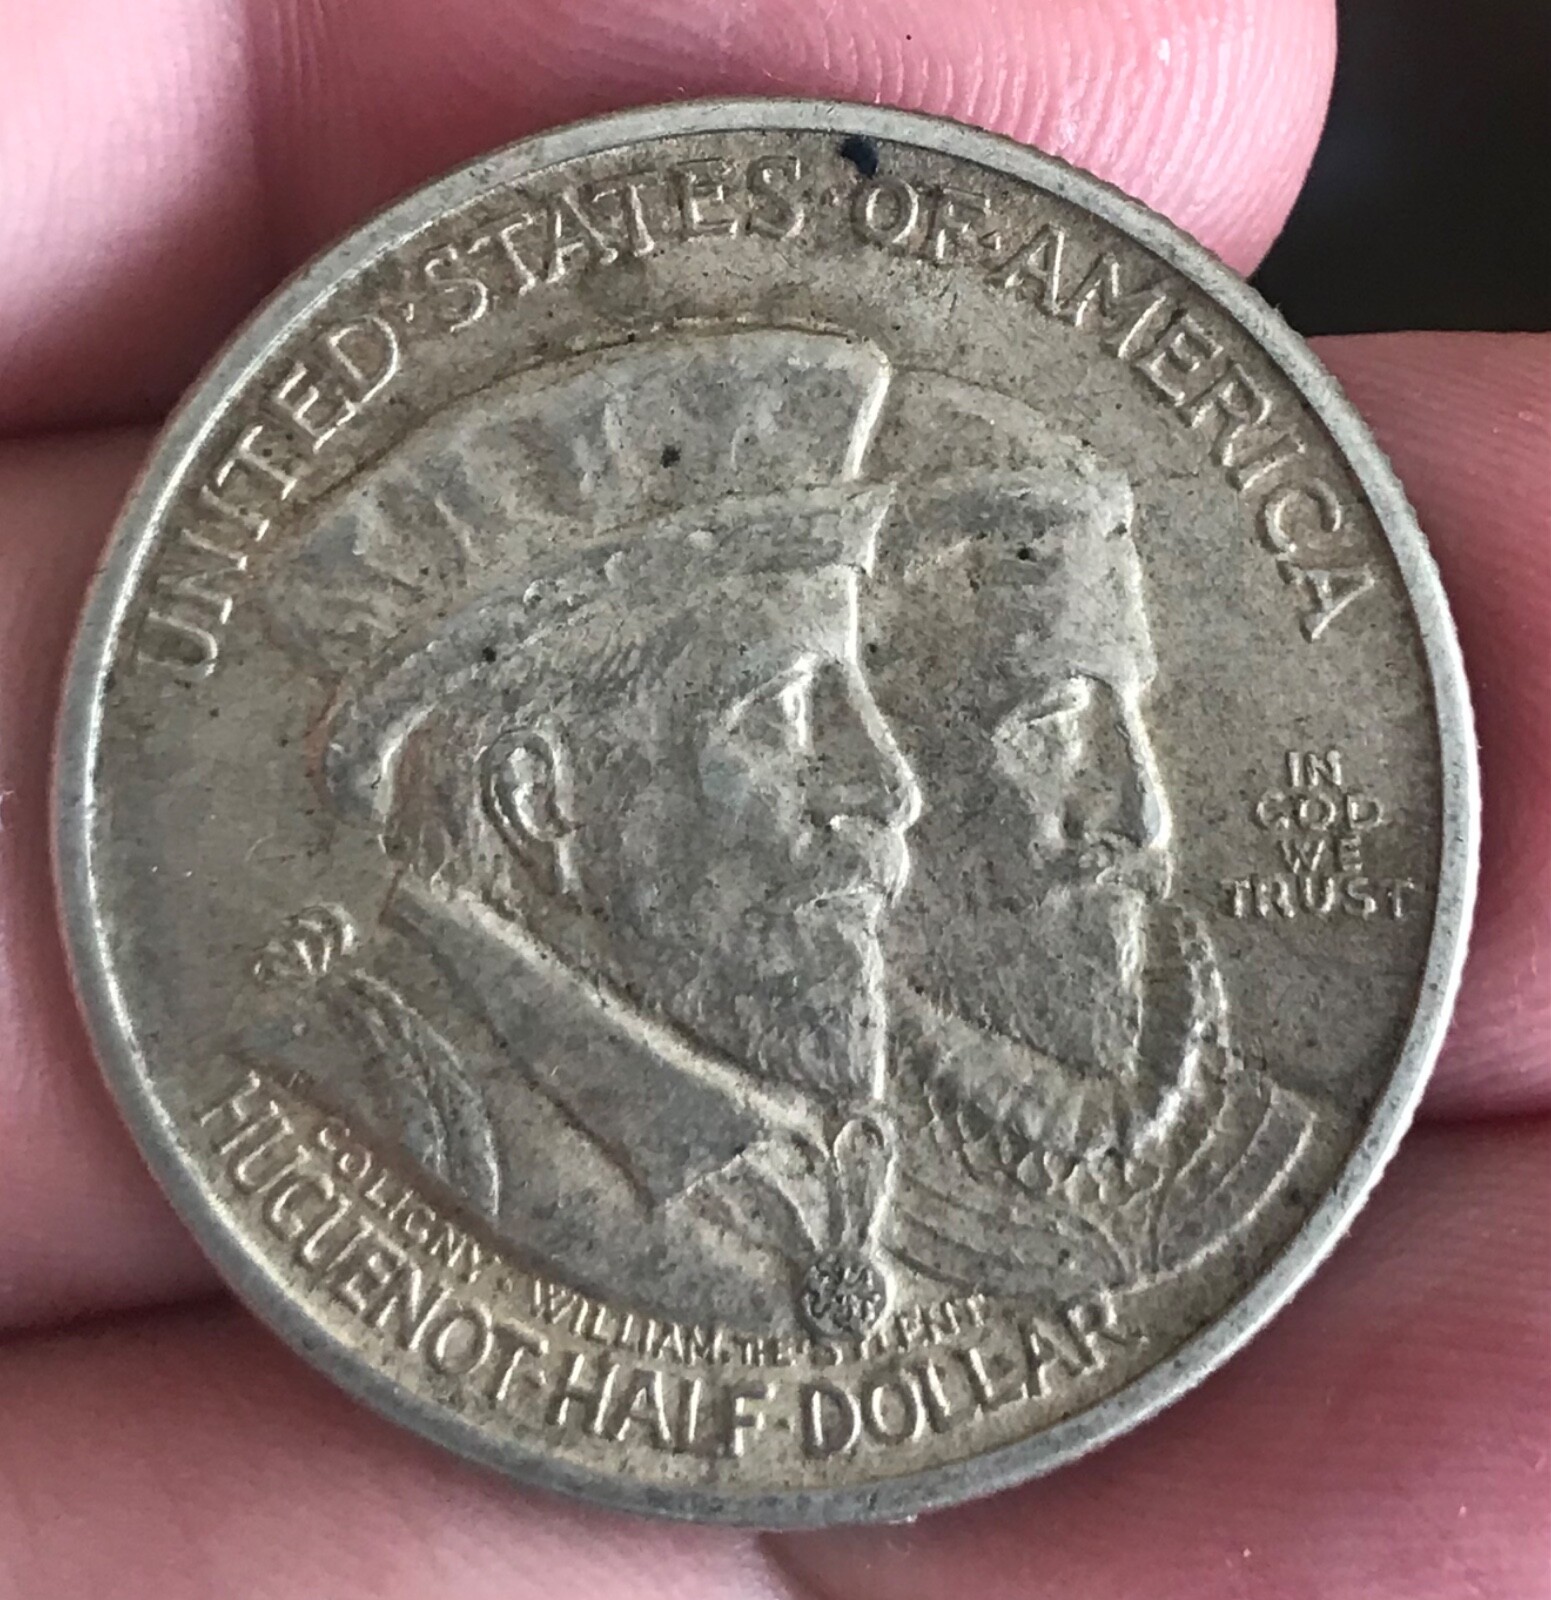 UNITED·STATES·OF·AMERICA
IN
GOD
WE
TRUST
COLIGNY·WILLIAM·THE·SILENT
HUGUENOT·HALF·DOLLAR